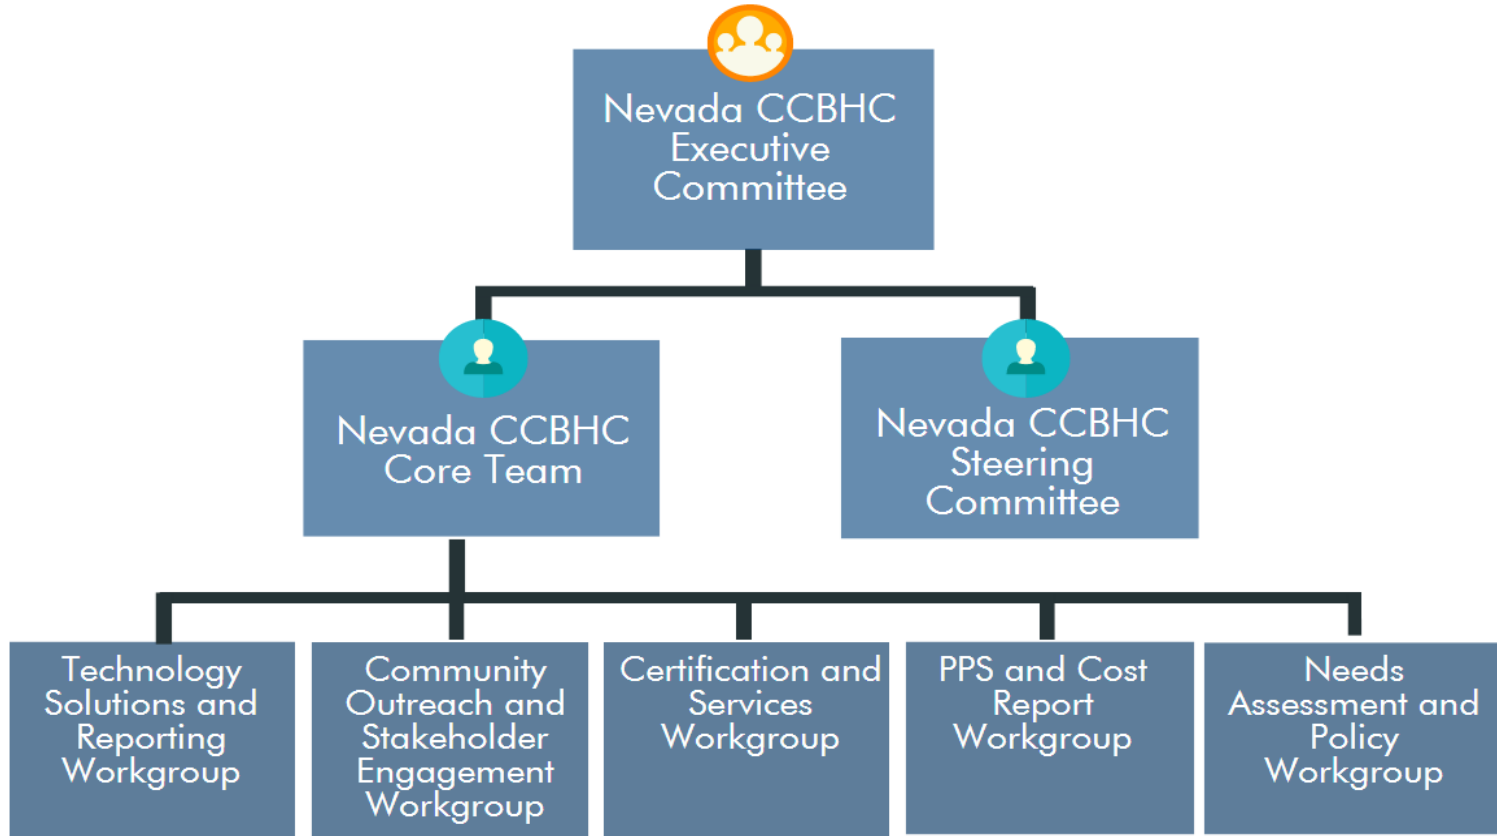 Nevada CCBHC
Executive
Committee
Nevada CCBHC
Core Team
Nevada CCBHC
Steering
Committee
Technology
Solutions and
Reporting
Workgroup
Community
Outreach and
Stakeholder
Engagement
Workgroup
Certification and
Services
Workgroup
PPS and Cost
Report
Workgroup
Needs
Assessment and
Policy
Workgroup